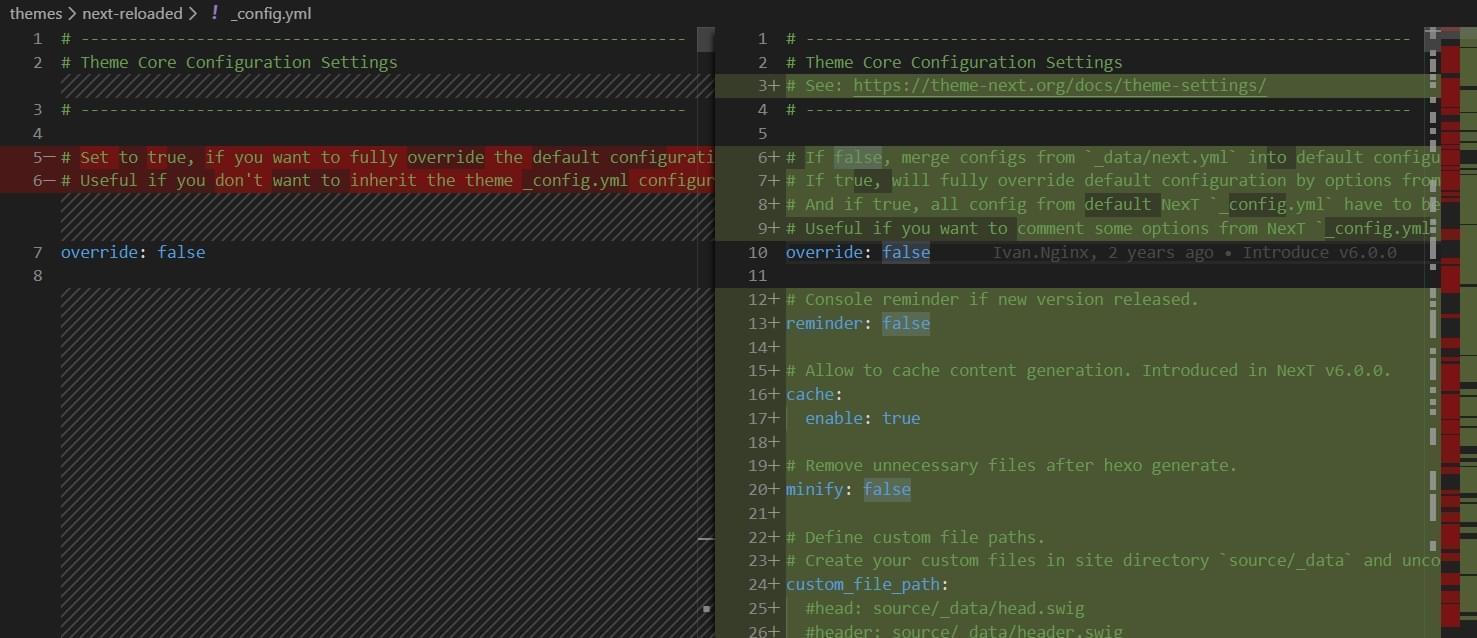 themes > next-reloaded > ! _config.yml
1 # ---------------------------------------------------------------
2 # Theme Core Configuration Settings
3 # ---------------------------------------------------------------
4
5- # Set to true, if you want to fully override the default configurati
6- # Useful if you don't want to inherit the theme _config.yml configur
7 override: false
8
1 # ---------------------------------------------------------------
2 # Theme Core Configuration Settings
3+ # See: https://theme-next.org/docs/theme-settings/
4 # ---------------------------------------------------------------
5
6+ # If false, merge configs from `_data/next.yml` into default configu
7+ # If true, will fully override default configuration by options from
8+ # And if true, all config from default NexT `_config.yml` have to be
9+ # Useful if you want to comment some options from NexT `_config.yml
10 override: false Ivan.Nginx, 2 years ago • Introduce v6.0.0
11
12+ # Console reminder if new version released.
13+ reminder: false
14+
15+ # Allow to cache content generation. Introduced in NexT v6.0.0.
16+ cache:
17+ enable: true
18+
19+ # Remove unnecessary files after hexo generate.
20+ minify: false
21+
22+ # Define custom file paths.
23+ # Create your custom files in site directory `source/_data` and unco
24+ custom_file_path:
25+ #head: source/_data/head.swig
26+ #header: source/_data/header.swig